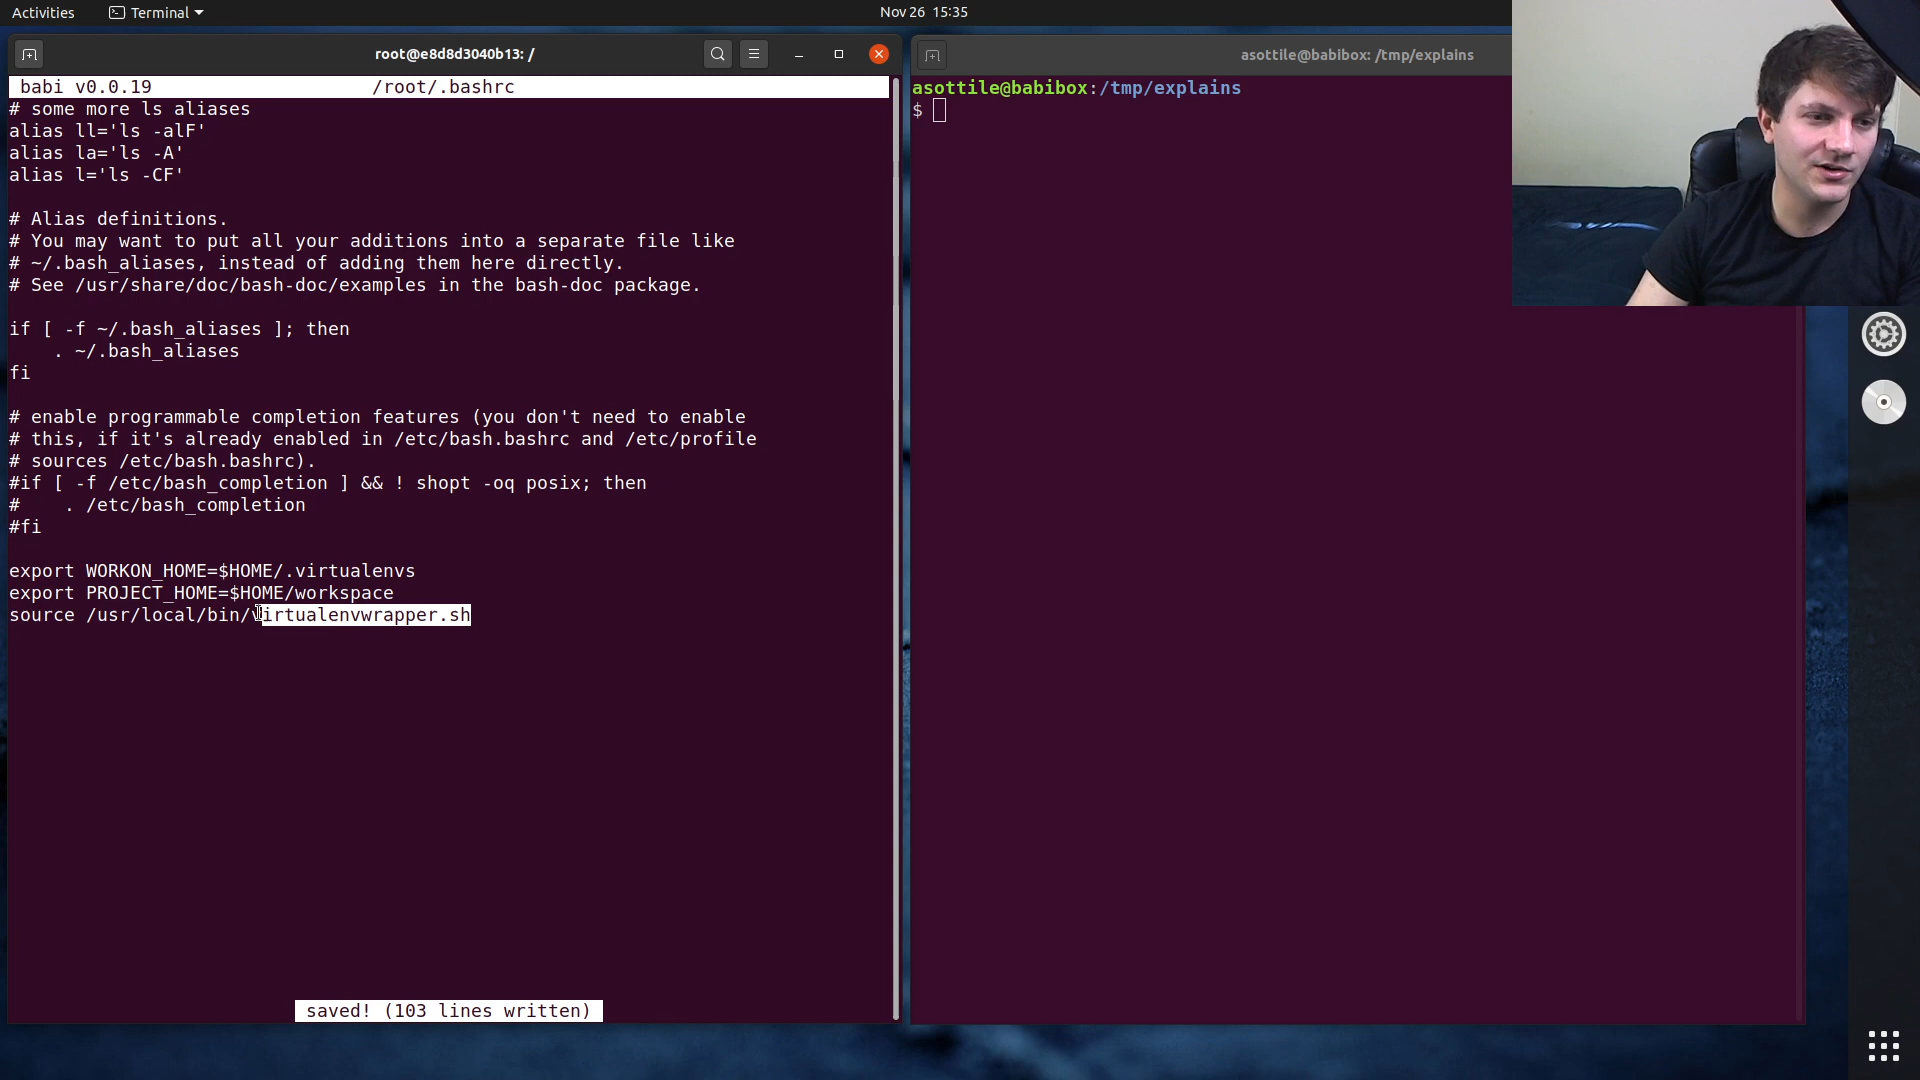 Activities
Terminal
Nov 26 15:35
root@e8d8d3040b13: /
babi v0.0.19 /root/.bashrc
# some more ls aliases
alias ll='ls -alF'
alias la='ls -A'
alias l='ls -CF'
# Alias definitions.
# You may want to put all your additions into a separate file like
# ~/.bash_aliases, instead of adding them here directly.
# See /usr/share/doc/bash-doc/examples in the bash-doc package.
if [ -f ~/.bash_aliases ]; then
. ~/.bash_aliases
fi
# enable programmable completion features (you don't need to enable
# this, if it's already enabled in /etc/bash.bashrc and /etc/profile
# sources /etc/bash.bashrc).
#if [ -f /etc/bash_completion ] && ! shopt -oq posix; then
# . /etc/bash_completion
#fi
export WORKON_HOME=$HOME/.virtualenvs
export PROJECT_HOME=$HOME/workspace
source /usr/local/bin/virtualenvwrapper.sh
saved! (103 lines written)
asottile@babibox: /tmp/explains
asottile@babibox:/tmp/explains
$